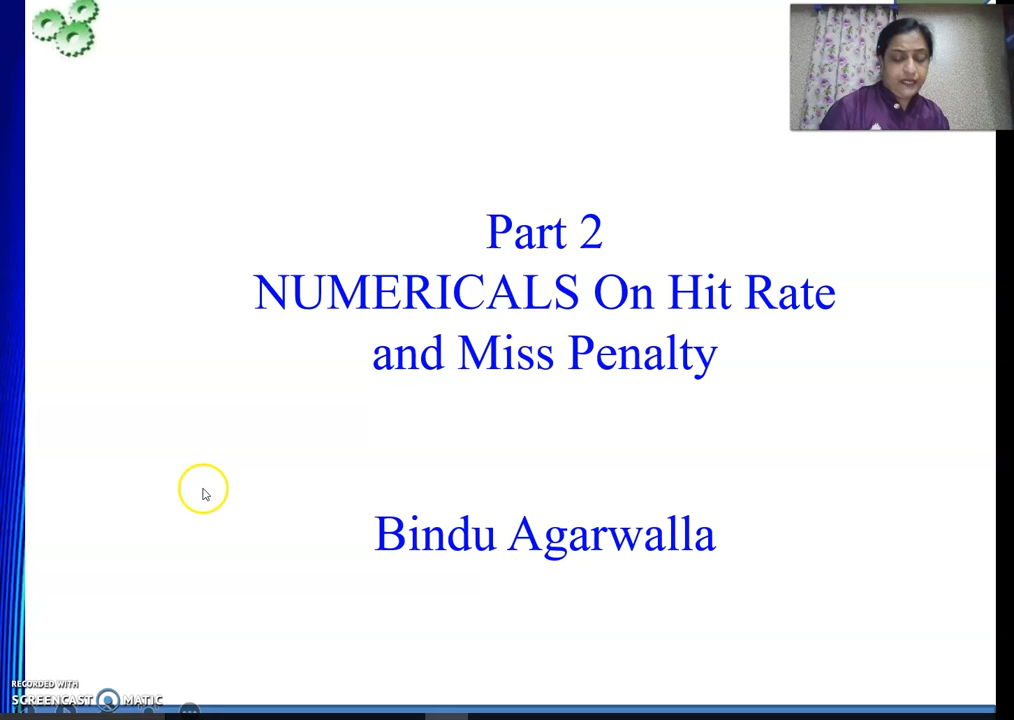 Part 2
NUMERICALS On Hit Rate
and Miss Penalty
Bindu Agarwalla
RECORDED WITH
SCREENCAST MATIC